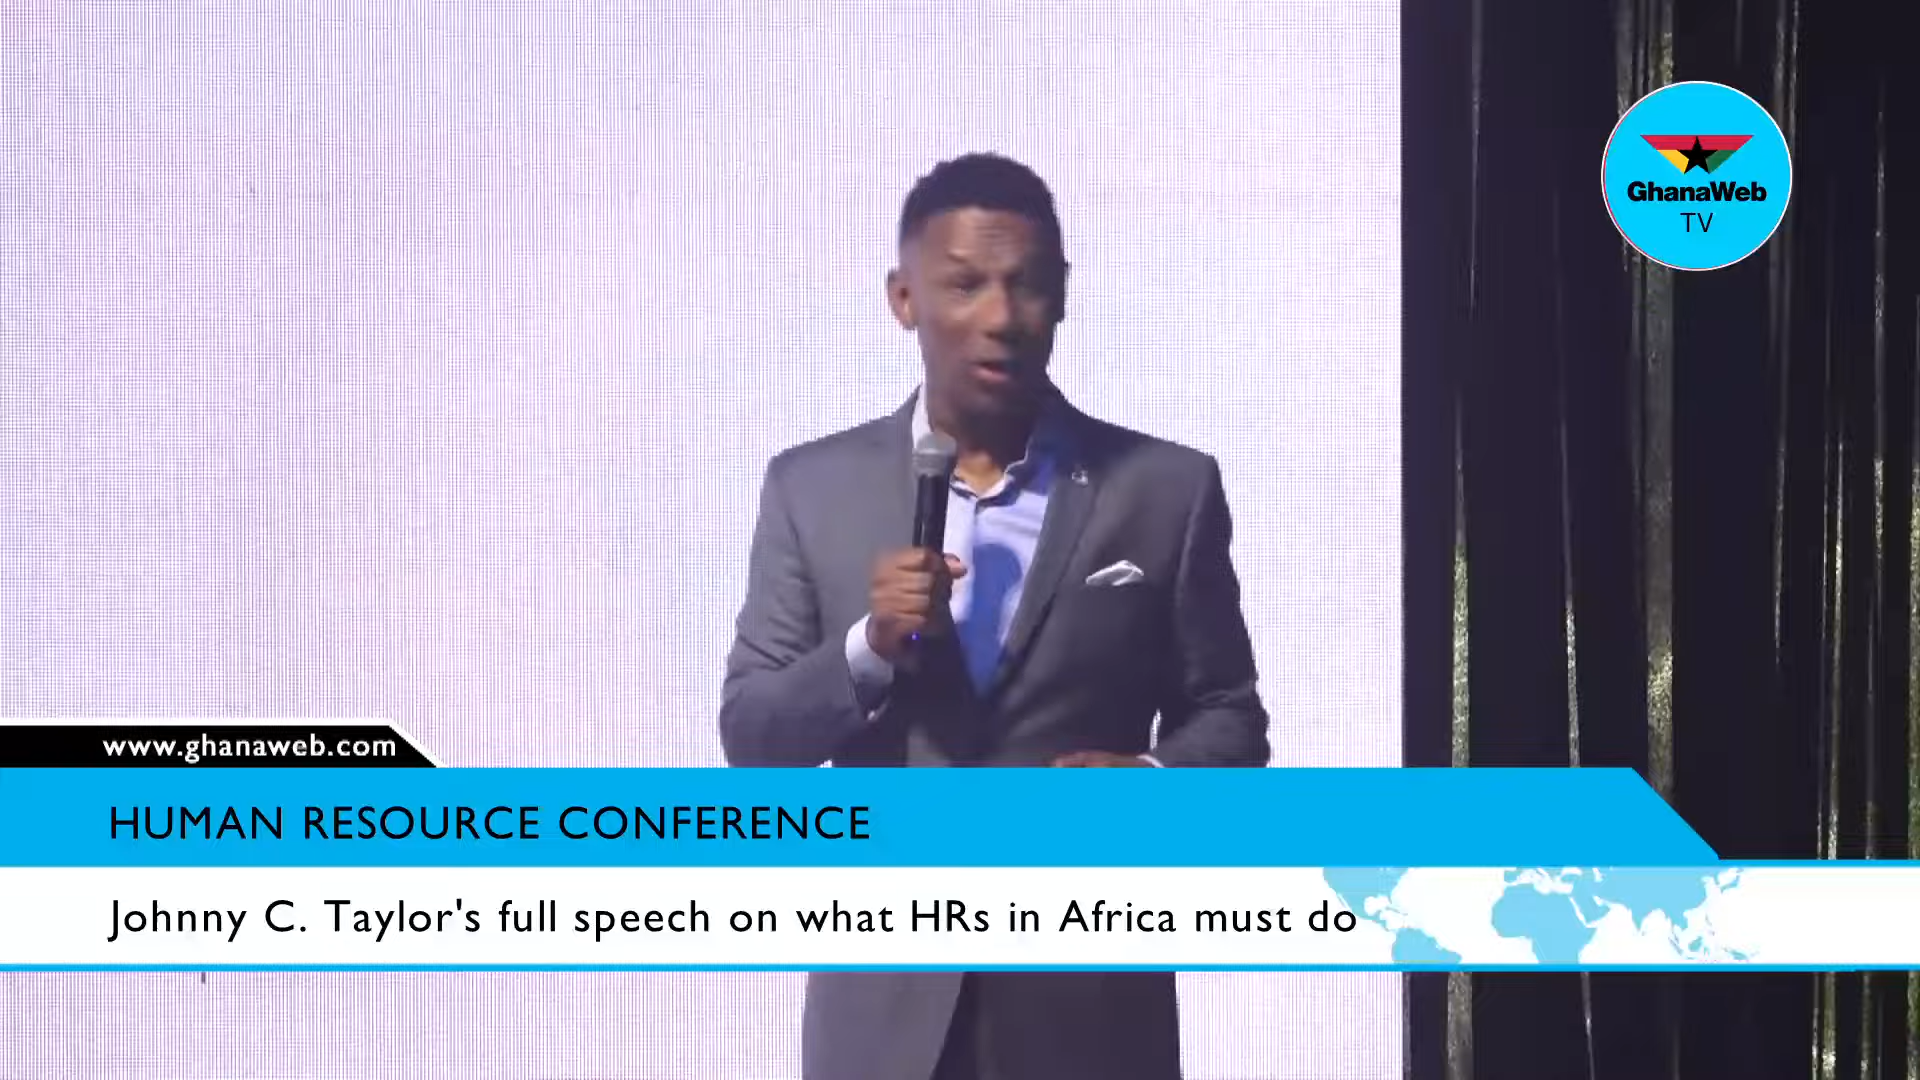 GhanaWeb
TV
www.ghanaweb.com
HUMAN RESOURCE CONFERENCE
Johnny C. Taylor's full speech on what HRs in Africa must do